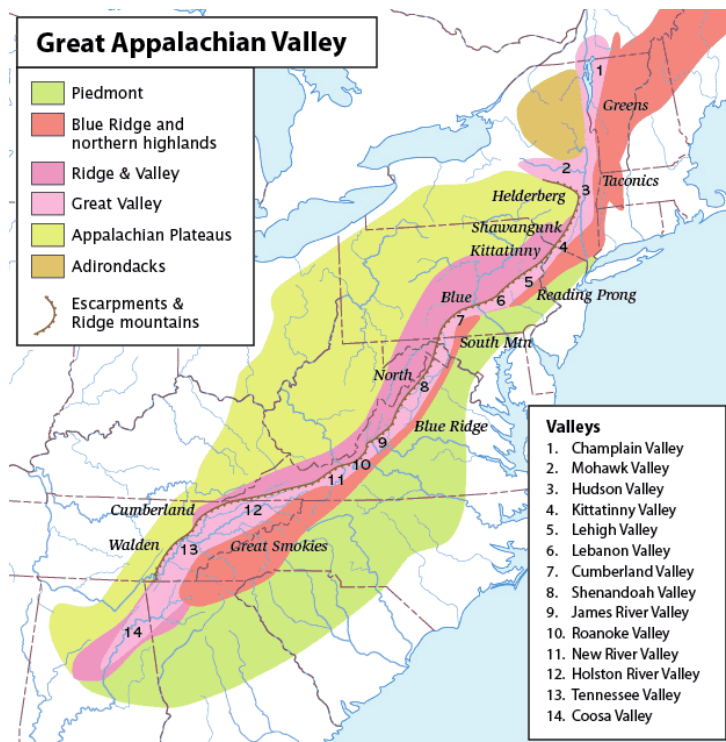 Great Appalachian Valley
Piedmont
Blue Ridge and
northern highlands
Ridge & Valley
Great Valley
Appalachian Plateaus
Adirondacks
Escarpments &
Ridge mountains
1
Greens
2
3
Taconics
Helderberg
Shawangunk
Kittatinny
4
5
Reading Prong
Blue
6
7
South Mtn
North
8
Blue Ridge
9
10
11
Cumberland
12
Walden
13
Great Smokies
14
Valleys
1. Champlain Valley
2. Mohawk Valley
3. Hudson Valley
4. Kittatinny Valley
5. Lehigh Valley
6. Lebanon Valley
7. Cumberland Valley
8. Shenandoah Valley
9. James River Valley
10. Roanoke Valley
11. New River Valley
12. Holston River Valley
13. Tennessee Valley
14. Coosa Valley